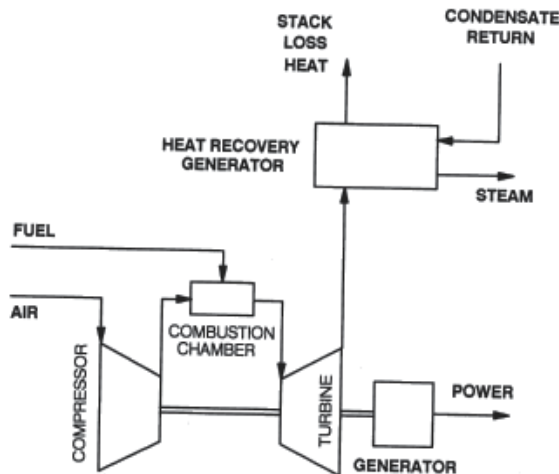 STACK
LOSS
HEAT
CONDENSATE
RETURN
HEAT RECOVERY
GENERATOR
STEAM
FUEL
AIR
COMBUSTION
CHAMBER
COMPRESSOR
TURBINE
POWER
GENERATOR